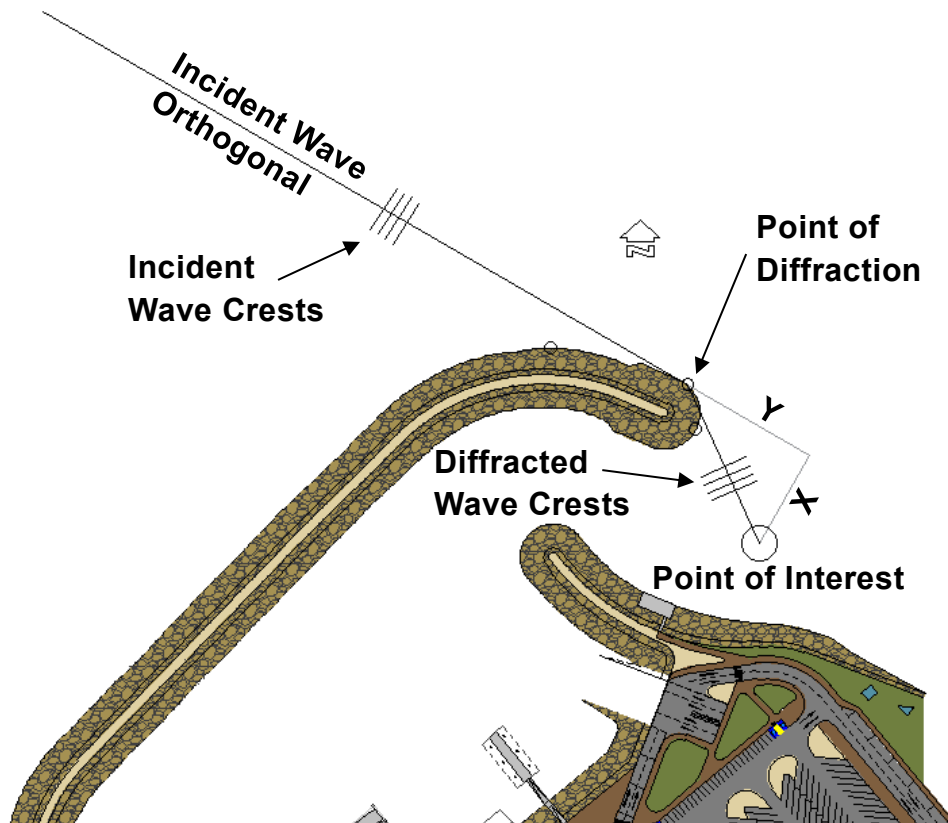 Incident Wave
Orthogonal
Incident
Wave Crests
N
Point of
Diffraction
Y
X
Diffracted
Wave Crests
Point of Interest